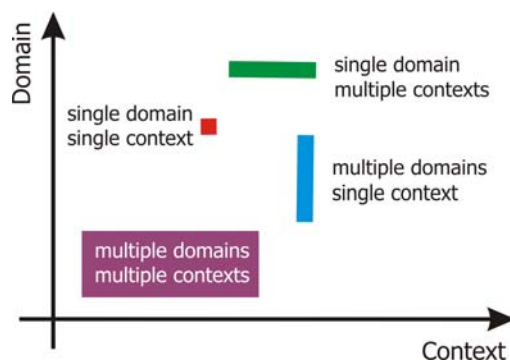 Domain
single domain
multiple contexts
single domain
single context
multiple domains
single context
multiple domains
multiple contexts
Context